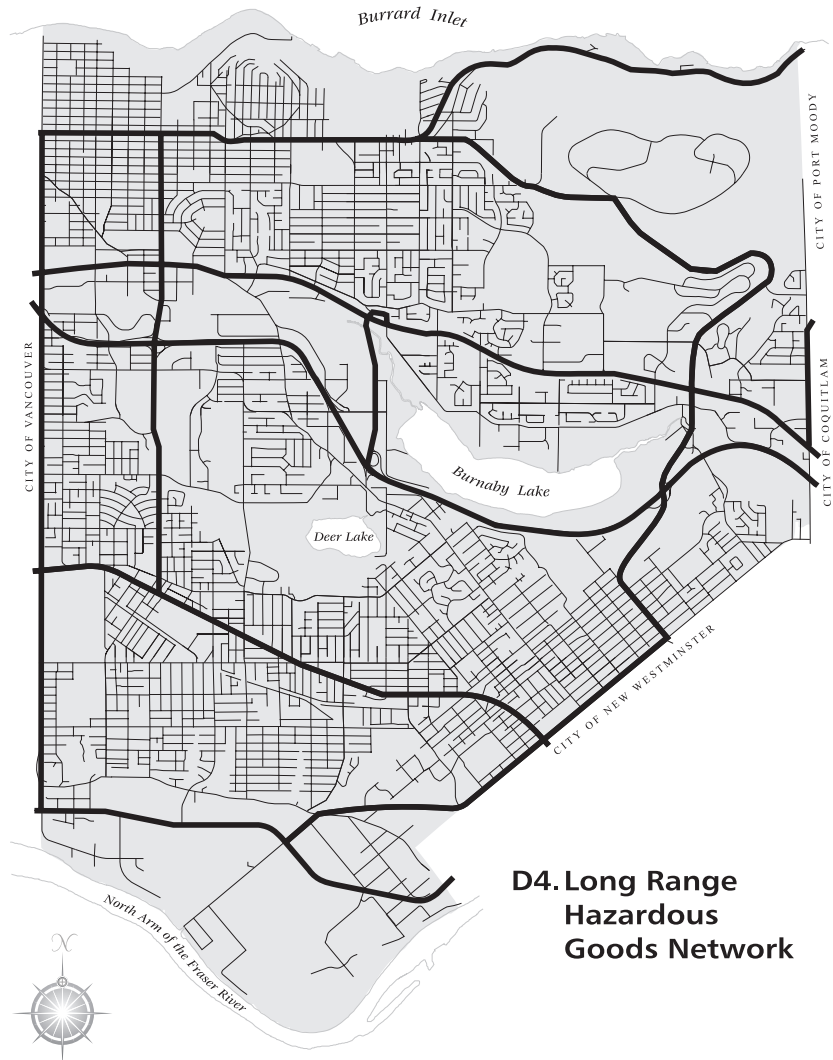 Burrard Inlet
CITY OF PORT MOODY
CITY OF VANCOUVER
CITY OF COQUITLAM
Burnaby Lake
Deer Lake
CITY OF NEW WESTMINSTER
D4. Long Range
Hazardous
Goods Network
North Arm of the Fraser River
N